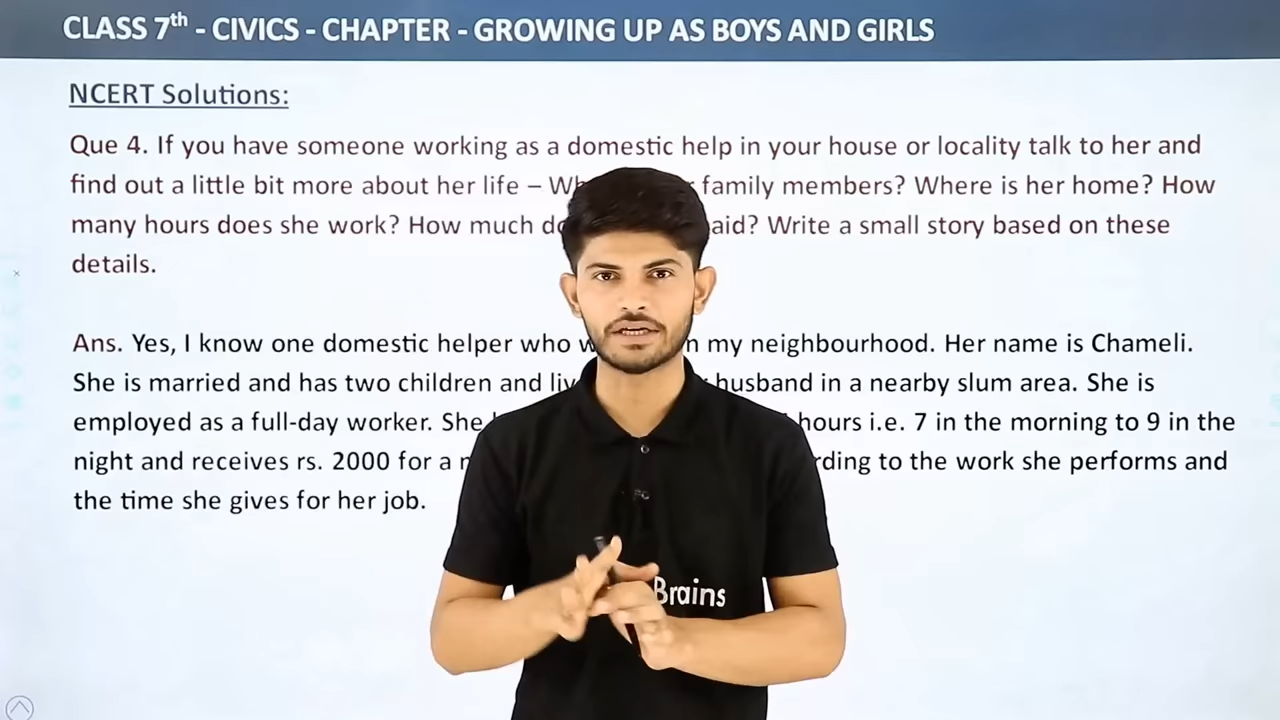 CLASS 7th - CIVICS - CHAPTER - GROWING UP AS BOYS AND GIRLS
NCERT Solutions:
Que 4. If you have someone working as a domestic help in your house or locality talk to her and
find out a little bit more about her life – family members? Where is her home? How
many hours does she work? How much Write a small story based on these
details.
Ans. Yes, I know one domestic helper who my neighbourhood. Her name is Chameli.
She is married and has two children and husband in a nearby slum area. She is
employed as a full-day worker. She hours i.e. 7 in the morning to 9 in the
night and receives rs. 2000 for a to the work she performs and
the time she gives for her job.
Brains